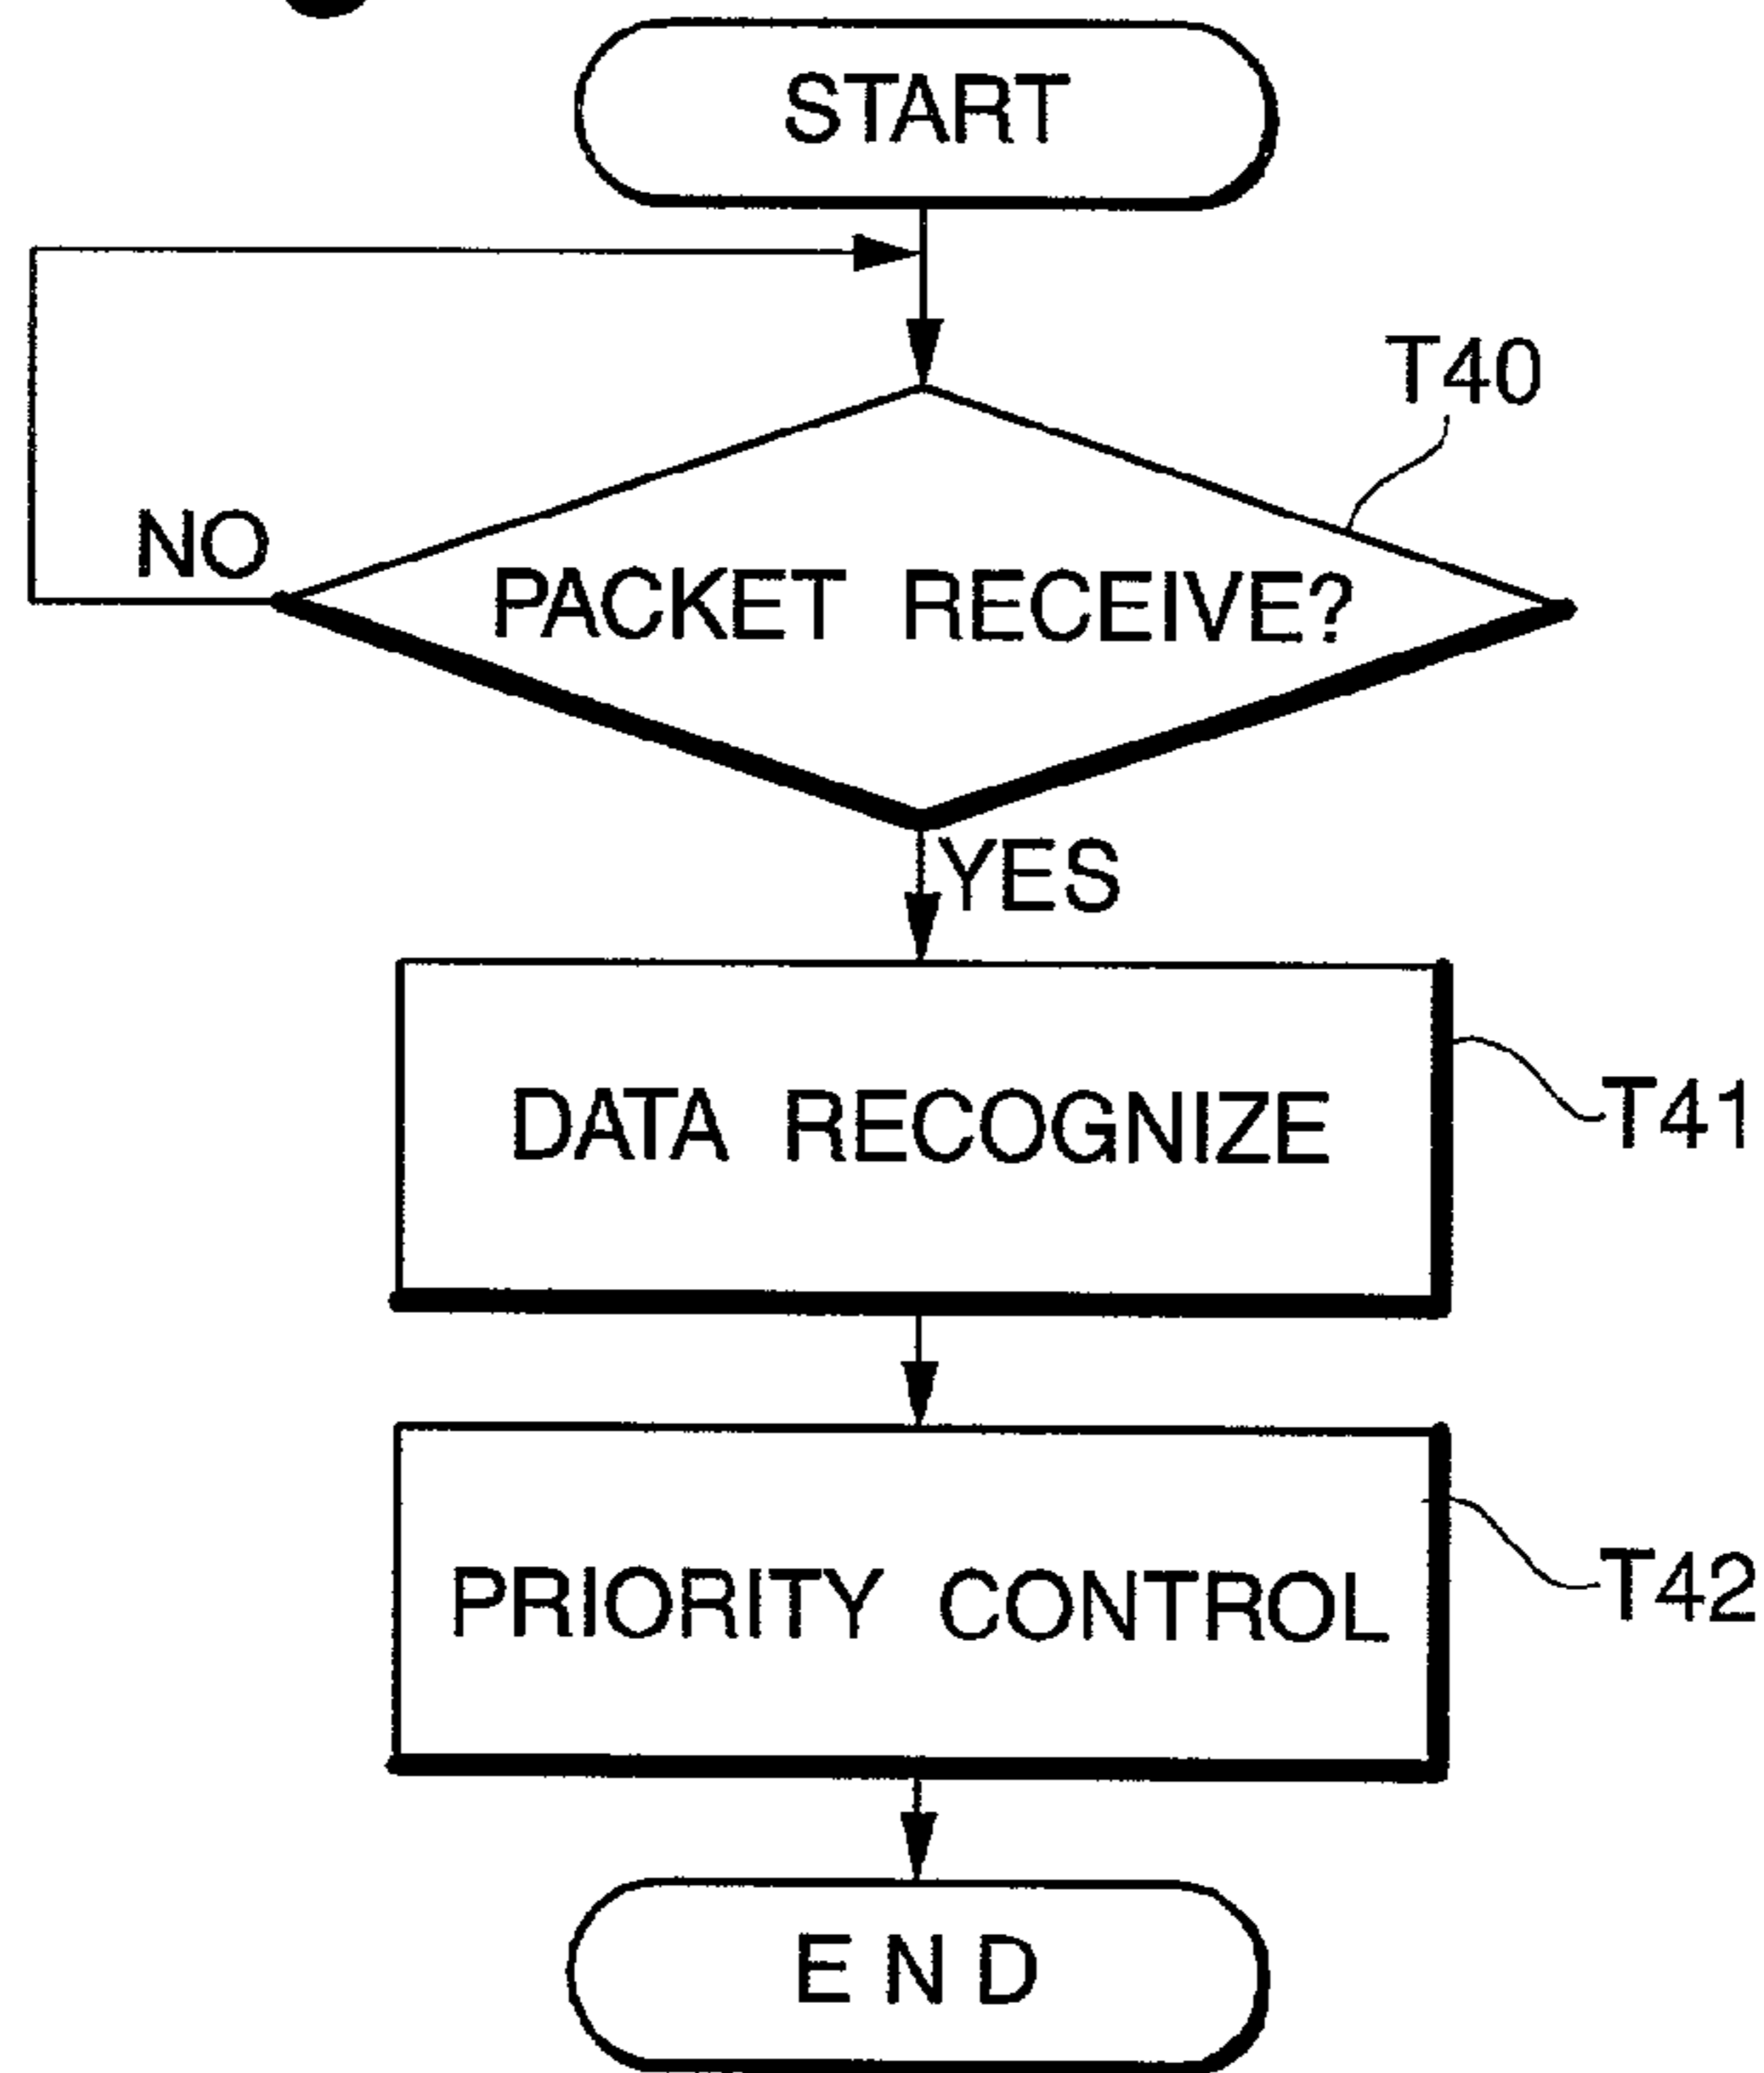 START
T40
NO
PACKET RECEIVE?
YES
DATA RECOGNIZE
T41
PRIORITY CONTROL
T42
END